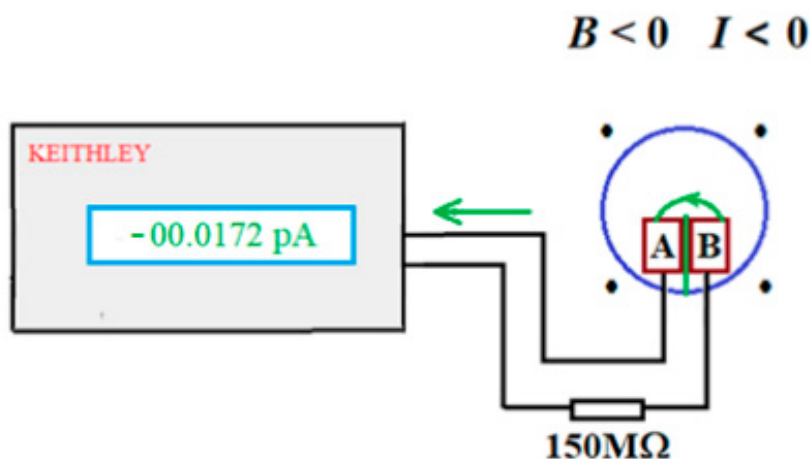 B < 0 I < 0
KEITHLEY
-00.0172 pA
A B
150MΩ